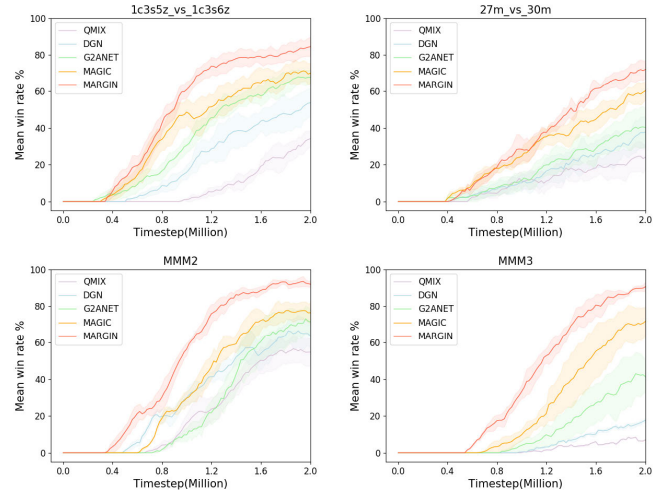 1c3s5z_vs_1c3s6z
Mean win rate %
100
80
60
40
20
0
QMIX
DGN
G2ANET
MAGIC
MARGIN
0.0 0.4 0.8 1.2 1.6 2.0
Timestep(Million)
27m_vs_30m
Mean win rate %
100
80
60
40
20
0
QMIX
DGN
G2ANET
MAGIC
MARGIN
0.0 0.4 0.8 1.2 1.6 2.0
Timestep(Million)
MMM2
Mean win rate %
100
80
60
40
20
0
QMIX
DGN
G2ANET
MAGIC
MARGIN
0.0 0.4 0.8 1.2 1.6 2.0
Timestep(Million)
MMM3
Mean win rate %
100
80
60
40
20
0
QMIX
DGN
G2ANET
MAGIC
MARGIN
0.0 0.4 0.8 1.2 1.6 2.0
Timestep(Million)